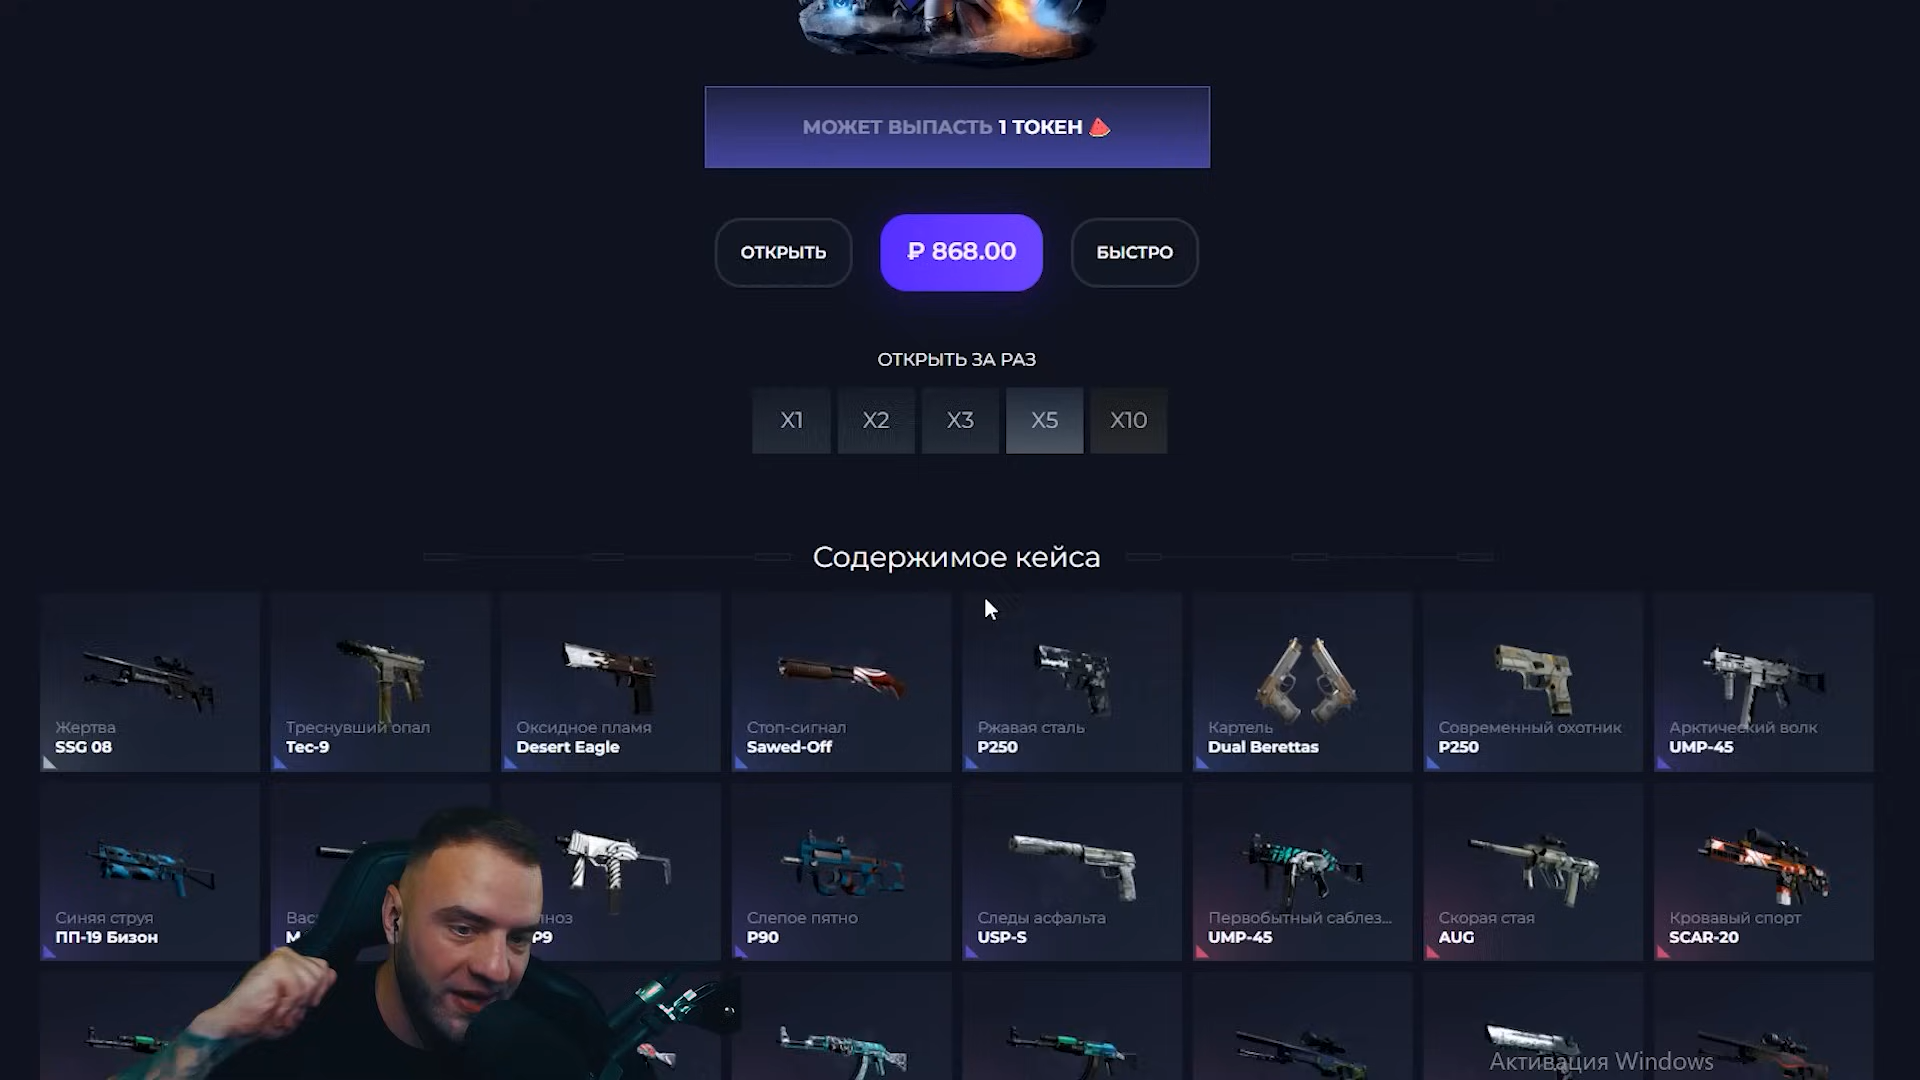 МОЖЕТ ВЫПАСТЬ 1 ТОКЕН
ОТКРЫТЬ
₽ 868.00
БЫСТРО
ОТКРЫТЬ ЗА РАЗ
X1
X2
X3
X5
X10
Содержимое кейса
Жертва
SSG 08
Треснувший опал
Tec-9
Оксидное пламя
Desert Eagle
Стоп-сигнал
Sawed-Off
Ржавая сталь
P250
Картель
Dual Berettas
Современный охотник
P250
Арктический волк
UMP-45
Синяя струя
ПП-19 Бизон
Слепое пятно
P90
Следы асфальта
USP-S
Первобытный саблез...
UMP-45
Скорая стая
AUG
Кровавый спорт
SCAR-20
Активация Windows